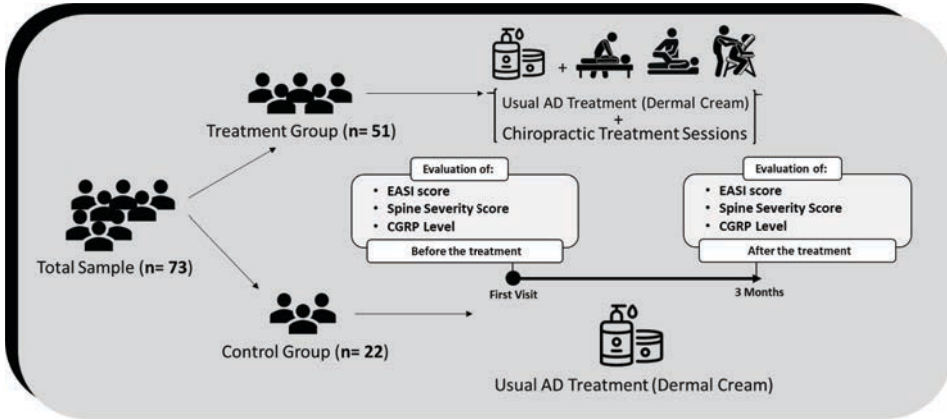 +
Usual AD Treatment (Dermal Cream)
+
Chiropractic Treatment Sessions
Treatment Group (n= 51)
Evaluation of:
• EASI score
• Spine Severity Score
• CGRP Level
Before the treatment
Evaluation of:
• EASI score
• Spine Severity Score
• CGRP Level
After the treatment
Total Sample (n= 73)
First Visit
3 Months
Control Group (n= 22)
Usual AD Treatment (Dermal Cream)